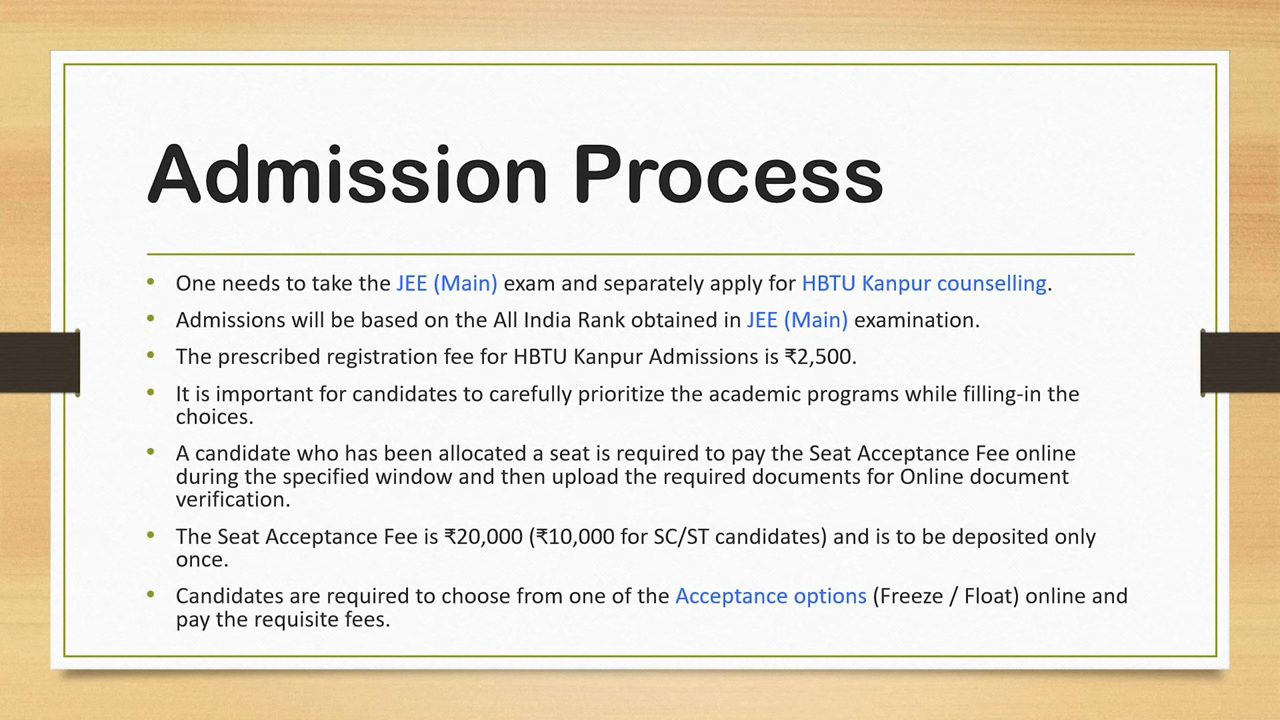 Admission Process
• One needs to take the JEE (Main) exam and separately apply for HBTU Kanpur counselling.
• Admissions will be based on the All India Rank obtained in JEE (Main) examination.
• The prescribed registration fee for HBTU Kanpur Admissions is ₹2,500.
• It is important for candidates to carefully prioritize the academic programs while filling-in the
choices.
• A candidate who has been allocated a seat is required to pay the Seat Acceptance Fee online
during the specified window and then upload the required documents for Online document
verification.
• The Seat Acceptance Fee is ₹20,000 (₹10,000 for SC/ST candidates) and is to be deposited only
once.
• Candidates are required to choose from one of the Acceptance options (Freeze / Float) online and
pay the requisite fees.